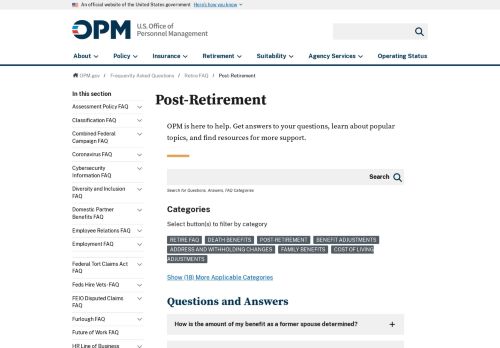 An official website of the United States government Here's how you know
OPM U.S. Office of
Personnel Management
About Policy Insurance Retirement Suitability Agency Services Operating Status
OPM.gov / Frequently Asked Questions / Retire FAQ / Post-Retirement
In this section
Assessment Policy FAQ
Classification FAQ
Combined Federal
Campaign FAQ
Coronavirus FAQ
Cybersecurity
Information FAQ
Diversity and Inclusion
FAQ
Domestic Partner
Benefits FAQ
Employee Relations FAQ
Employment FAQ
Federal Tort Claims Act
FAQ
Feds Hire Vets- FAQ
FEIO Disputed Claims
FAQ
Furlough FAQ
Future of Work FAQ
HR Line of Business
Post-Retirement
OPM is here to help. Get answers to your questions, learn about popular
topics, and find resources for more support.
Search
Search for Questions, Answers, FAQ Categories
Categories
Select button(s) to filter by category
RETIRE FAQ DEATH BENEFITS POST-RETIREMENT BENEFIT ADJUSTMENTS
ADDRESS AND WITHHOLDING CHANGES FAMILY BENEFITS COST OF LIVING
ADJUSTMENTS
Show (18) More Applicable Categories
Questions and Answers
How is the amount of my benefit as a former spouse determined?